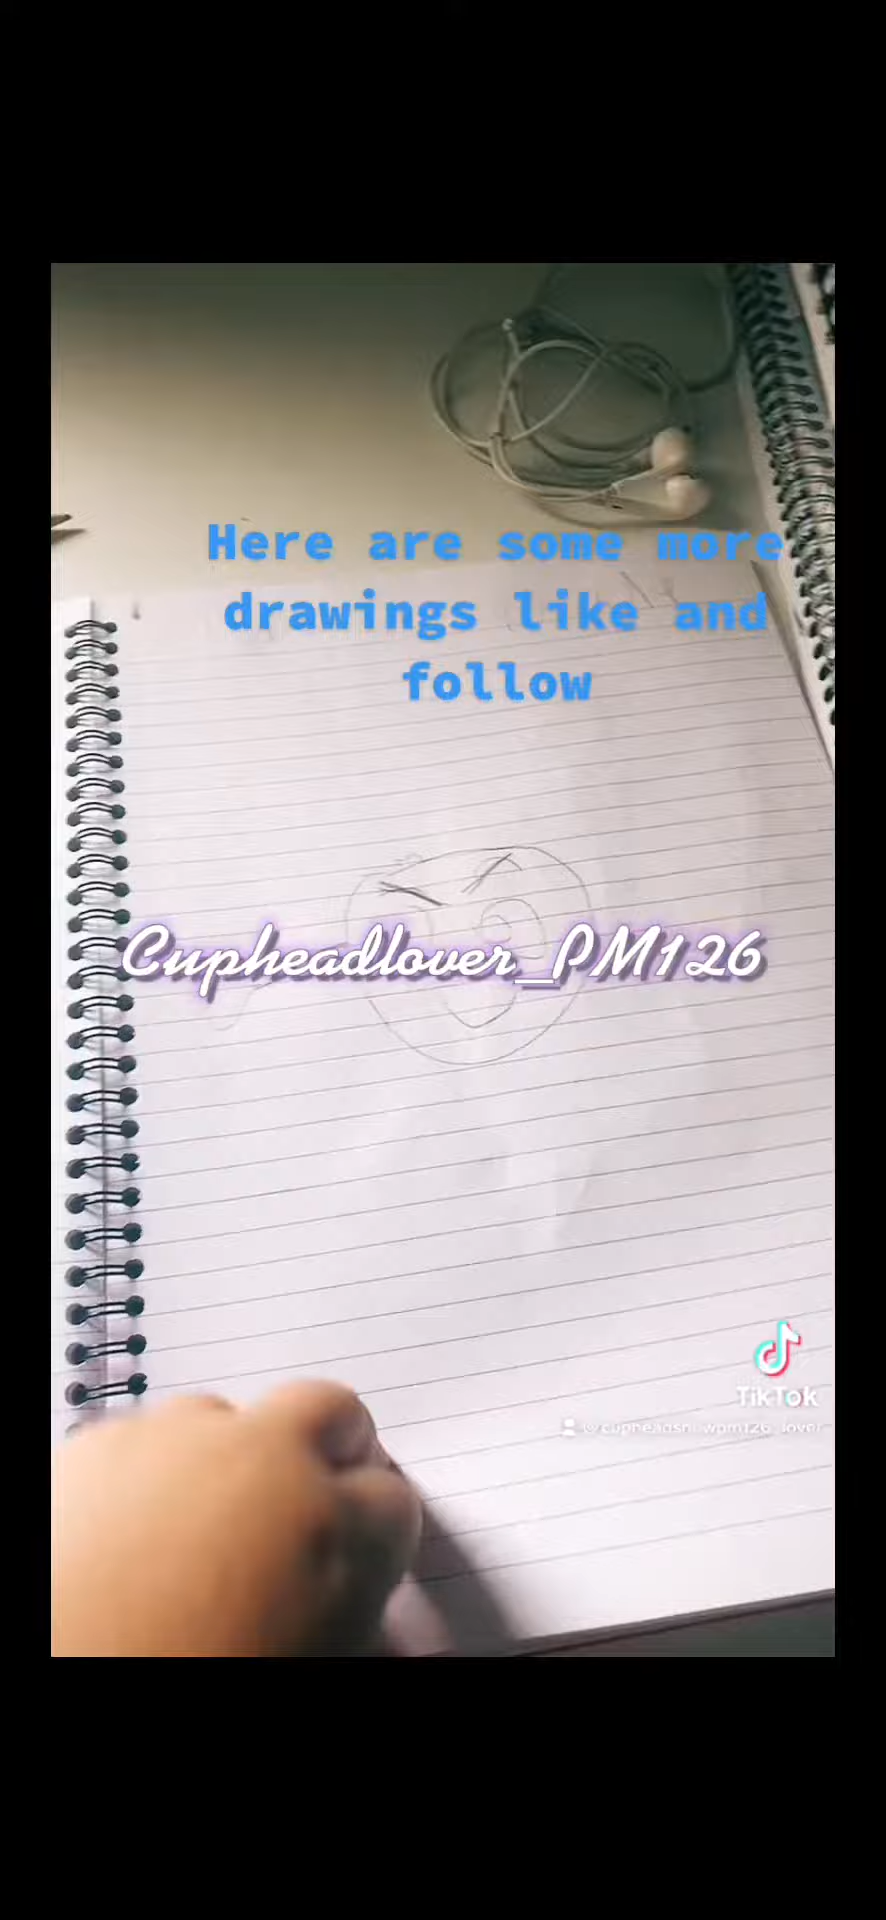 Here are some more
drawings like and
follow
Cupheadlover_PM126
TikTok